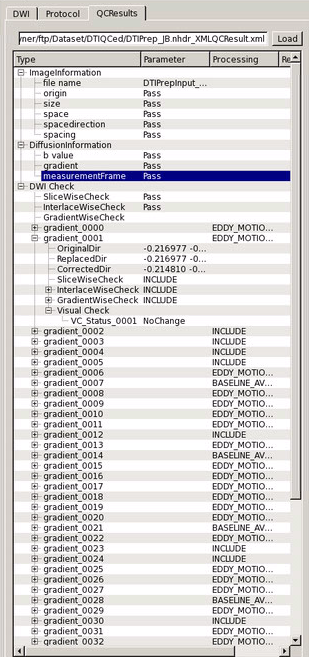 DWI Protocol QCResults
mer/ftp/Dataset/DTIQCed/DTIPrep_JB.nhdr_XMLQCResult.xml Load
Type Parameter Processing Re
ImageInformation
file name DTIPrepInput_...
origin Pass
size Pass
space Pass
spacedirection Pass
spacing Pass
DiffusionInformation
b value Pass
gradient Pass
measurementFrame Pass
DWI Check
SliceWiseCheck Pass
InterlaceWiseCheck Pass
GradientWiseCheck
gradient_0000 EDDY_MOTIO...
gradient_0001 EDDY_MOTIO...
OriginalDir -0.216977 -0...
ReplacedDir -0.216977 -0...
CorrectedDir -0.214810 -0...
SliceWiseCheck INCLUDE
InterlaceWiseCheck INCLUDE
GradientWiseCheck INCLUDE
Visual Check
VC_Status_0001 NoChange
gradient_0002 INCLUDE
gradient_0003 INCLUDE
gradient_0004 INCLUDE
gradient_0005 INCLUDE
gradient_0006 EDDY_MOTIO...
gradient_0007 BASELINE_AV...
gradient_0008 EDDY_MOTIO...
gradient_0009 EDDY_MOTIO...
gradient_0010 EDDY_MOTIO...
gradient_0011 EDDY_MOTIO...
gradient_0012 INCLUDE
gradient_0013 EDDY_MOTIO...
gradient_0014 BASELINE_AV...
gradient_0015 EDDY_MOTIO...
gradient_0016 EDDY_MOTIO...
gradient_0017 EDDY_MOTIO...
gradient_0018 EDDY_MOTIO...
gradient_0019 EDDY_MOTIO...
gradient_0020 EDDY_MOTIO...
gradient_0021 BASELINE_AV...
gradient_0022 EDDY_MOTIO...
gradient_0023 INCLUDE
gradient_0024 INCLUDE
gradient_0025 EDDY_MOTIO...
gradient_0026 EDDY_MOTIO...
gradient_0027 EDDY_MOTIO...
gradient_0028 BASELINE_AV...
gradient_0029 EDDY_MOTIO...
gradient_0030 INCLUDE
gradient_0031 EDDY_MOTIO...
gradient_0032 EDDY_MOTIO...